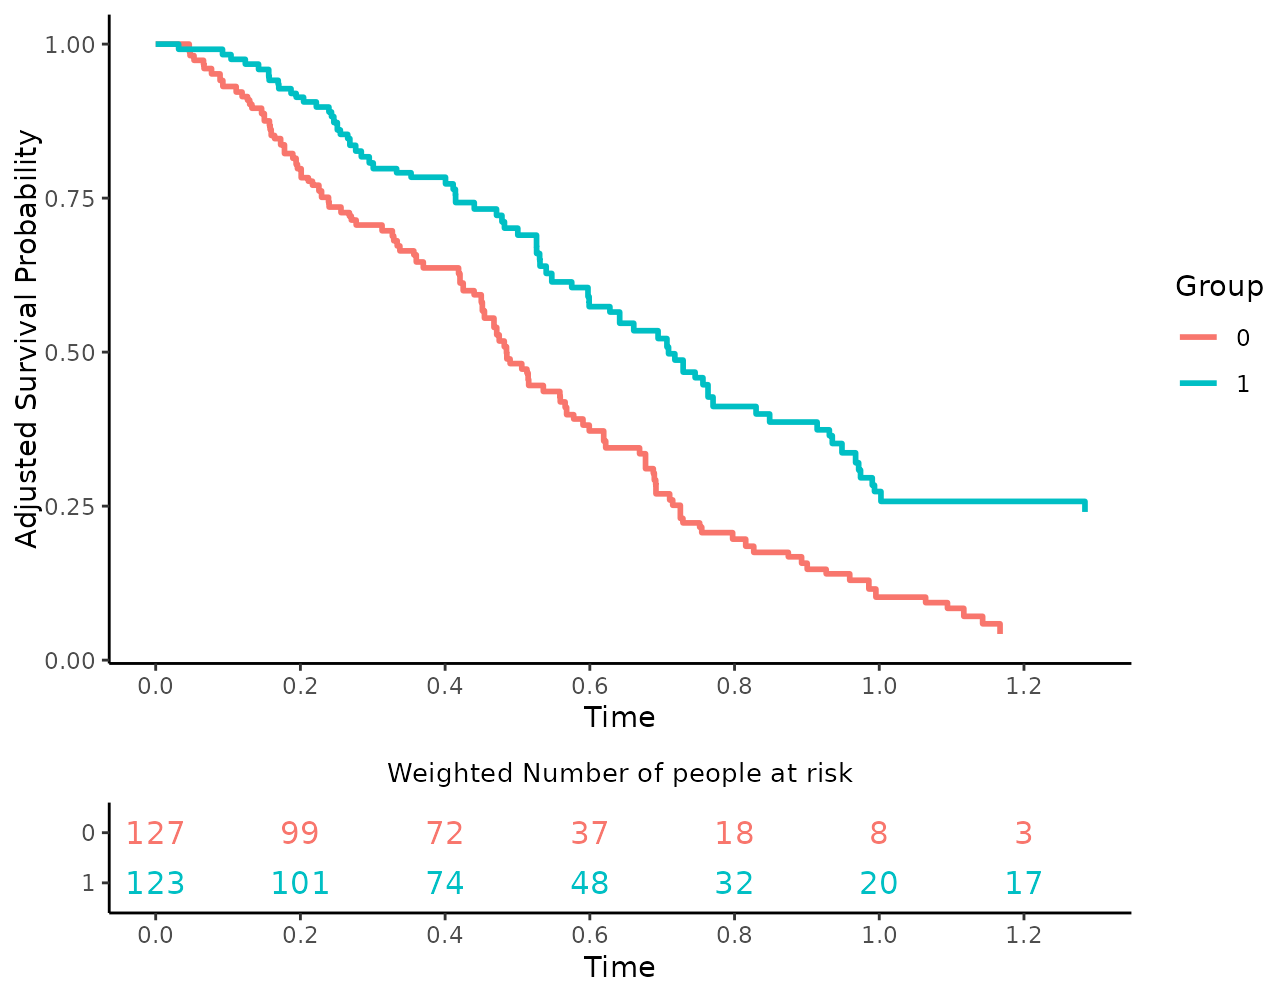 Adjusted Survival Probability
1.00
0.75
0.50
0.25
0.00
0.0 0.2 0.4 0.6 0.8 1.0 1.2
Time
Group
0
1
Weighted Number of people at risk
0 127 99 72 37 18 8 3
1 123 101 74 48 32 20 17
0.0 0.2 0.4 0.6 0.8 1.0 1.2
Time